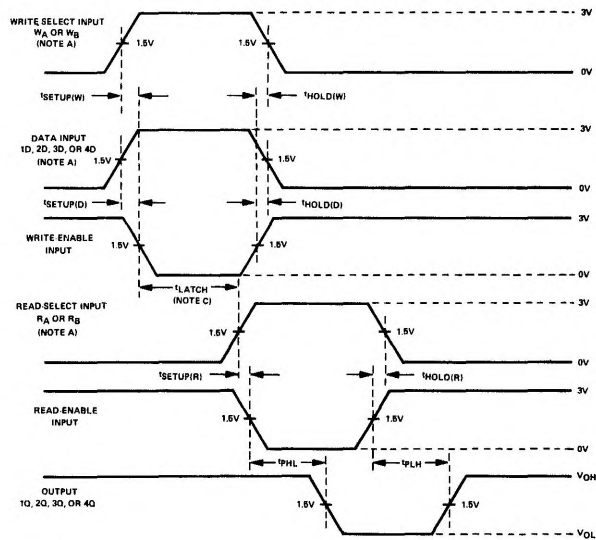 WRITE-SELECT INPUT
WA OR WB
(NOTE A)
3V
1.5V
1.5V
0V
tSETUP(W)
tHOLD(W)
3V
DATA INPUT
1D, 2D, 3D, OR 4D
(NOTE A)
1.5V
1.5V
0V
tSETUP(D)
tHOLD(D)
3V
WRITE-ENABLE
INPUT
1.5V
1.5V
0V
tLATCH
(NOTE C)
READ-SELECT INPUT
RA OR RB
(NOTE A)
3V
1.5V
1.5V
0V
tSETUP(R)
tHOLD(R)
3V
READ-ENABLE
INPUT
1.5V
1.5V
0V
tPHL
tPLH
VOH
OUTPUT
1Q, 2Q, 3Q, OR 4Q
1.5V
1.5V
VOL